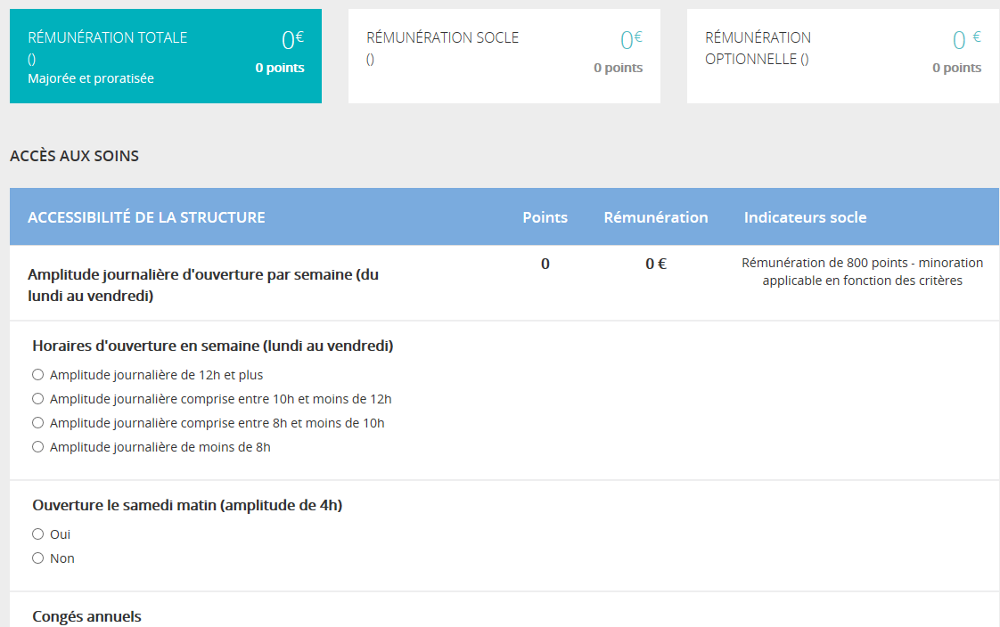 RÉMUNÉRATION TOTALE
()
Majorée et proratisée
0€
0 points
RÉMUNÉRATION SOCLE
()
0€
0 points
RÉMUNÉRATION
OPTIONNELLE ()
0 €
0 points
ACCÈS AUX SOINS
ACCESSIBILITÉ DE LA STRUCTURE Points Rémunération Indicateurs socle
Amplitude journalière d'ouverture par semaine (du
lundi au vendredi)
0
0 €
Rémunération de 800 points - minoration
applicable en fonction des critères
Horaires d'ouverture en semaine (lundi au vendredi)
Amplitude journalière de 12h et plus
Amplitude journalière comprise entre 10h et moins de 12h
Amplitude journalière comprise entre 8h et moins de 10h
Amplitude journalière de moins de 8h
Ouverture le samedi matin (amplitude de 4h)
Oui
Non
Congés annuels